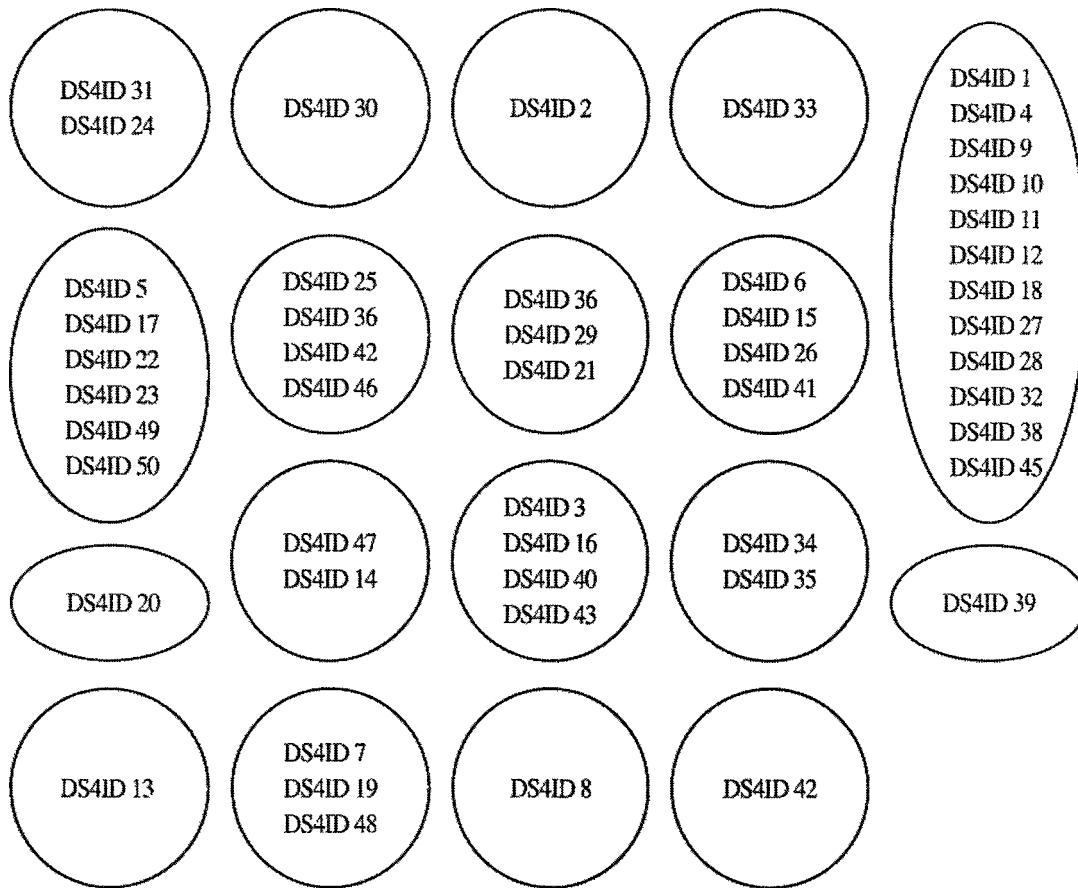 DS4ID 31
DS4ID 24
DS4ID 30
DS4ID 2
DS4ID 33
DS4ID 1
DS4ID 4
DS4ID 9
DS4ID 10
DS4ID 11
DS4ID 12
DS4ID 18
DS4ID 27
DS4ID 28
DS4ID 32
DS4ID 38
DS4ID 45
DS4ID 5
DS4ID 17
DS4ID 22
DS4ID 23
DS4ID 49
DS4ID 50
DS4ID 25
DS4ID 36
DS4ID 42
DS4ID 46
DS4ID 36
DS4ID 29
DS4ID 21
DS4ID 6
DS4ID 15
DS4ID 26
DS4ID 41
DS4ID 20
DS4ID 47
DS4ID 14
DS4ID 3
DS4ID 16
DS4ID 40
DS4ID 43
DS4ID 34
DS4ID 35
DS4ID 39
DS4ID 13
DS4ID 7
DS4ID 19
DS4ID 48
DS4ID 8
DS4ID 42